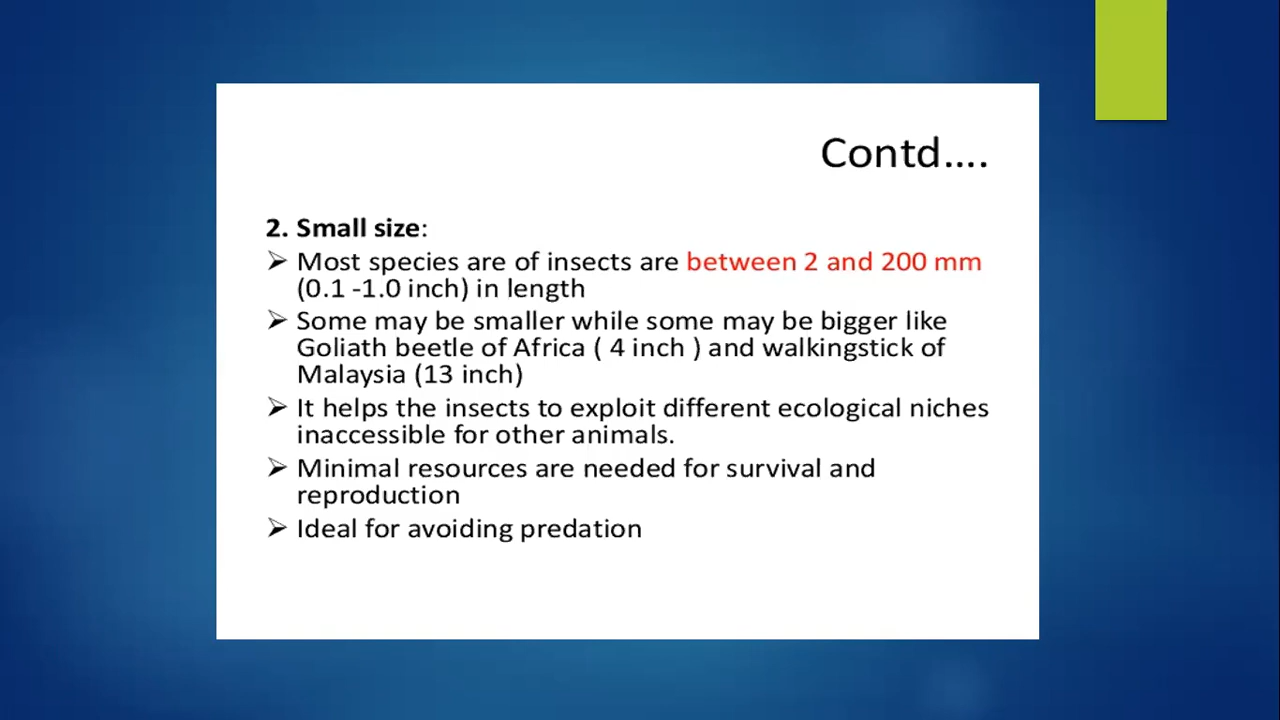 Contd....
2. Small size:
➢ Most species are of insects are between 2 and 200 mm
(0.1 -1.0 inch) in length
➢ Some may be smaller while some may be bigger like
Goliath beetle of Africa ( 4 inch ) and walkingstick of
Malaysia (13 inch)
➢ It helps the insects to exploit different ecological niches
inaccessible for other animals.
➢ Minimal resources are needed for survival and
reproduction
➢ Ideal for avoiding predation